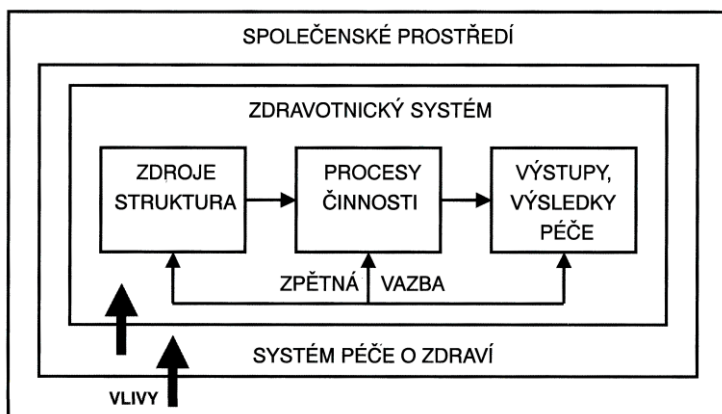 SPOLEČENSKÉ PROSTŘEDÍ
ZDRAVOTNICKÝ SYSTÉM
ZDROJE
STRUKTURA
PROCESY
ČINNOSTI
VÝSTUPY,
VÝSLEDKY
PÉČE
ZPĚTNÁ VAZBA
SYSTÉM PÉČE O ZDRAVÍ
VLIVY